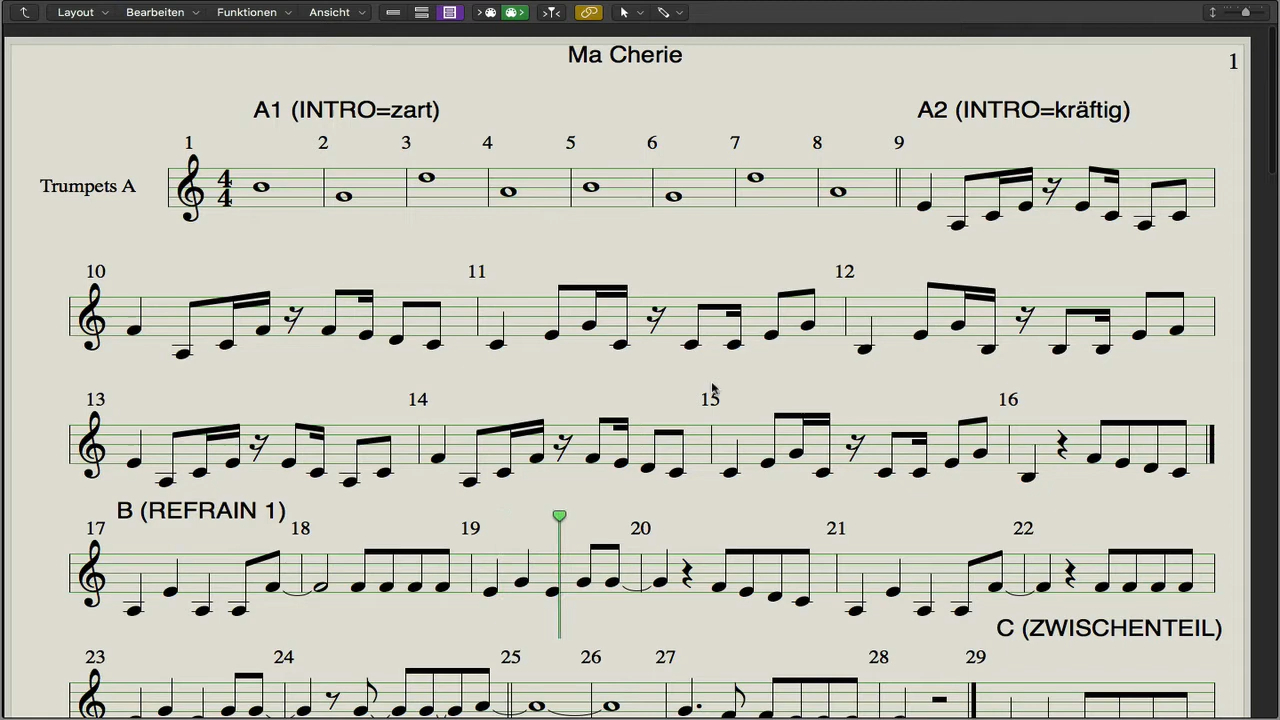 Layout Bearbeiten Funktionen Ansicht
Ma Cherie
1
A1 (INTRO=zart) A2 (INTRO=kräftig)
1 2 3 4 5 6 7 8 9
Trumpets A 4 4
10 11 12
13 14 15 16
B (REFRAIN 1)
17 18 19 20 21 22
C (ZWISCHENTEIL)
23 24 25 26 27 28 29